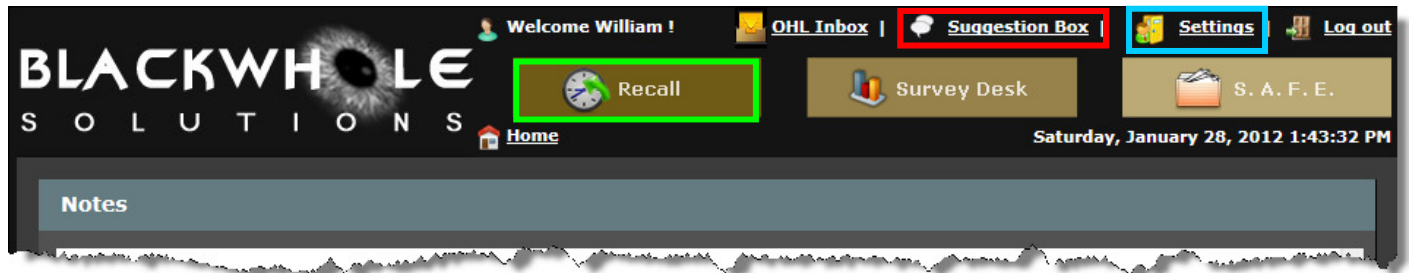 Welcome William ! OHL Inbox | Suggestion Box | Settings | Log out
BLACKWHOLE
SOLUTIONS
Recall Survey Desk S. A. F. E.
Home Saturday, January 28, 2012 1:43:32 PM
Notes